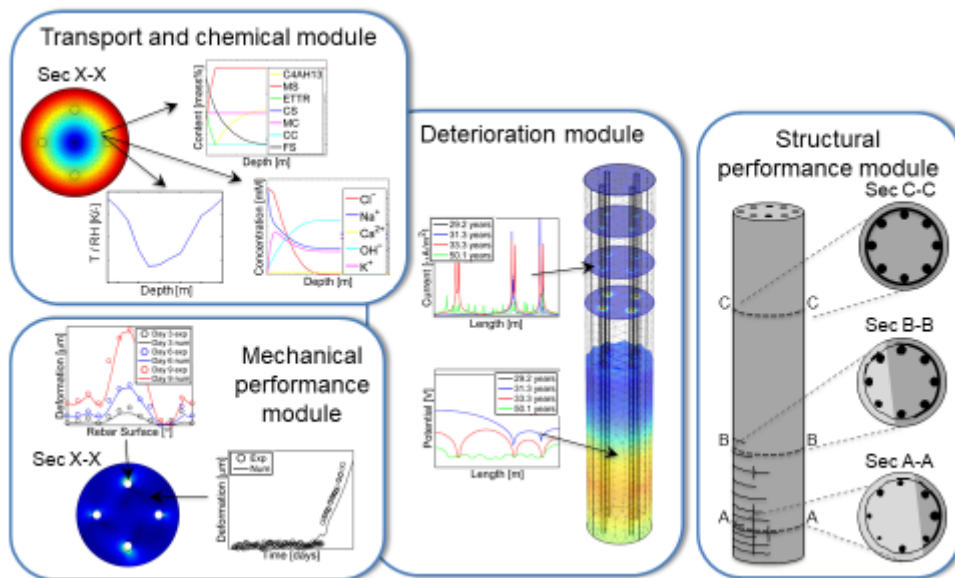 Transport and chemical module
Sec X-X
Content [mass%]
C4AH13
MS
ETTR
CS
MC
CC
FS
Depth [m]
T / RH [K/-]
Depth [m]
Concentration [mM]
Cl⁻
Na⁺
Ca²⁺
OH⁻
K⁺
Depth [m]
Mechanical
performance
module
Deformation [µm]
Day 3 exp
Day 3 num
Day 6 exp
Day 6 num
Day 9 exp
Day 9 num
Rebar Surface [°]
Sec X-X
Deformation [µm]
Exp
Num
Time [days]
Deterioration module
Current [µA/m²]
29.2 years
31.3 years
33.3 years
50.1 years
Length [m]
Potential [V]
29.2 years
31.3 years
33.3 years
50.1 years
Length [m]
Structural
performance module
Sec C-C
C
C
Sec B-B
B
B
Sec A-A
A
A